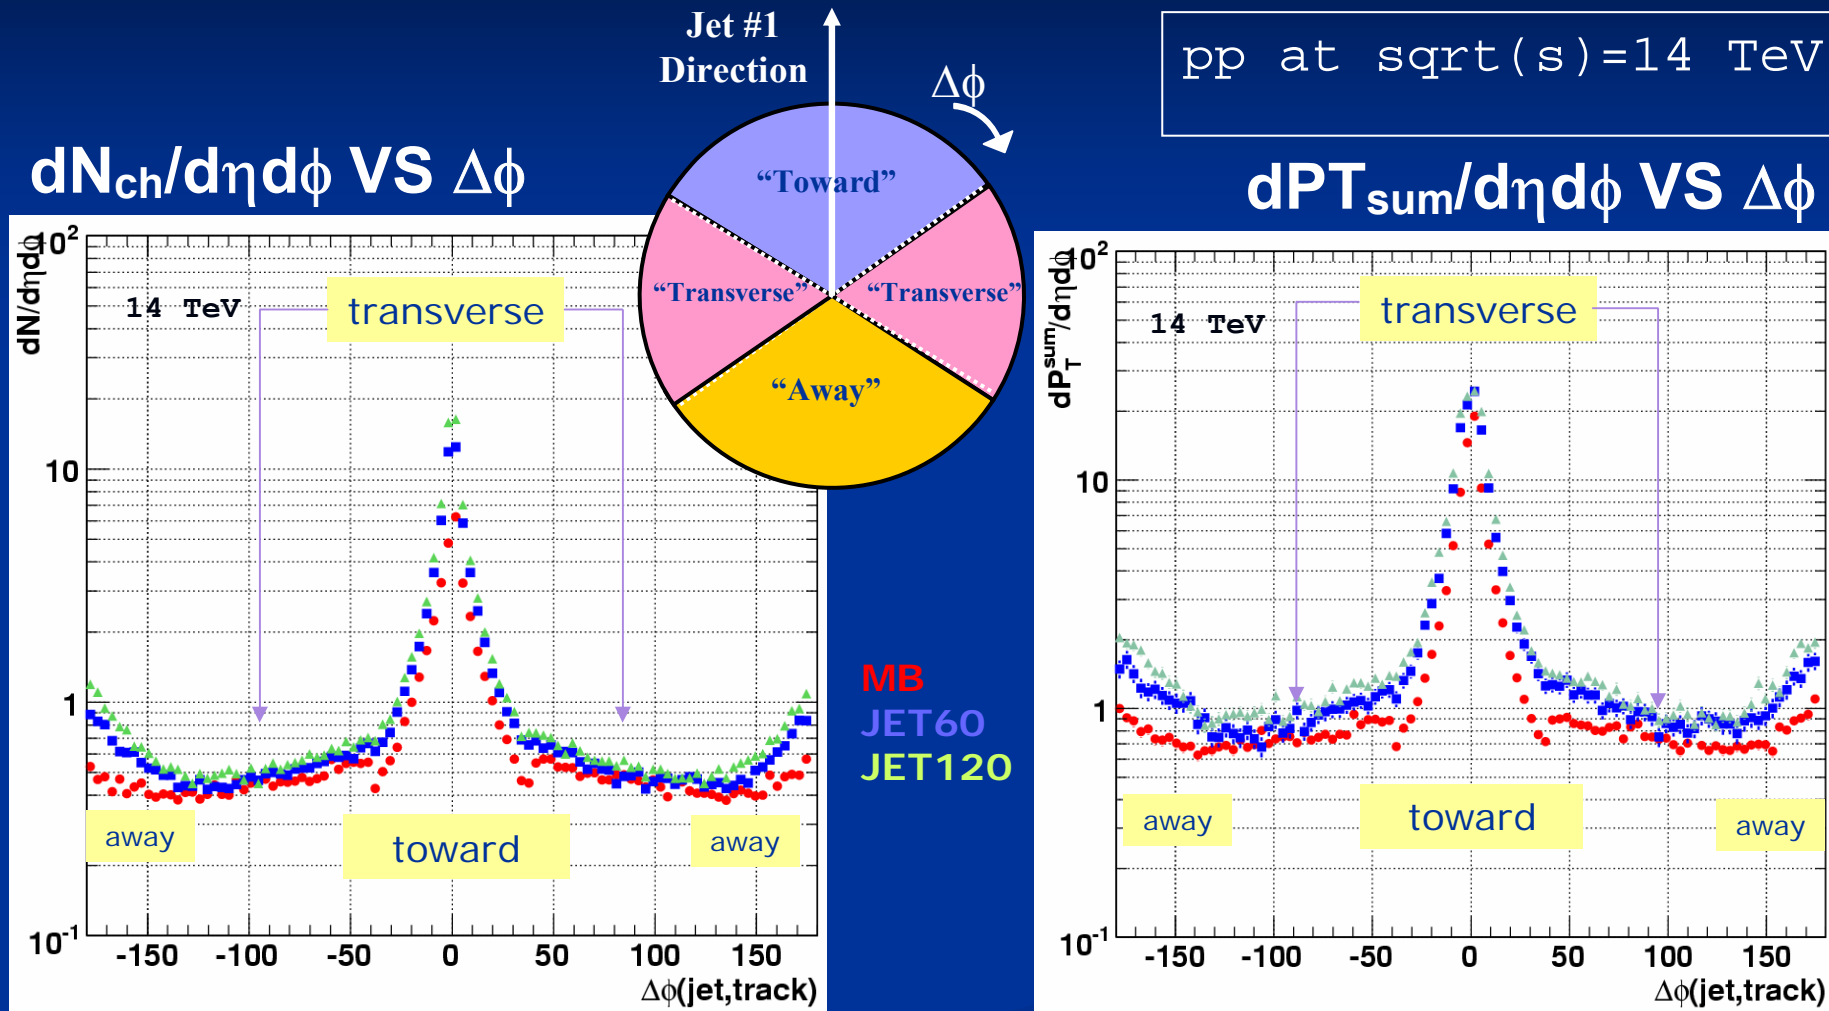 Jet #1
Direction
Δϕ
pp at sqrt(s)=14 TeV
dNch/dηdϕ VS Δϕ
dPTsum/dηdϕ VS Δϕ
“Toward”
“Transverse”
“Transverse”
“Away”
dN/dηdϕ
10²
10
1
10⁻¹
14 TeV
transverse
away
toward
away
-150 -100 -50 0 50 100 150
Δϕ(jet,track)
MB
JET60
JET120
dP_T^sum/dηdϕ
10²
10
1
10⁻¹
14 TeV
transverse
away
toward
away
-150 -100 -50 0 50 100 150
Δϕ(jet,track)